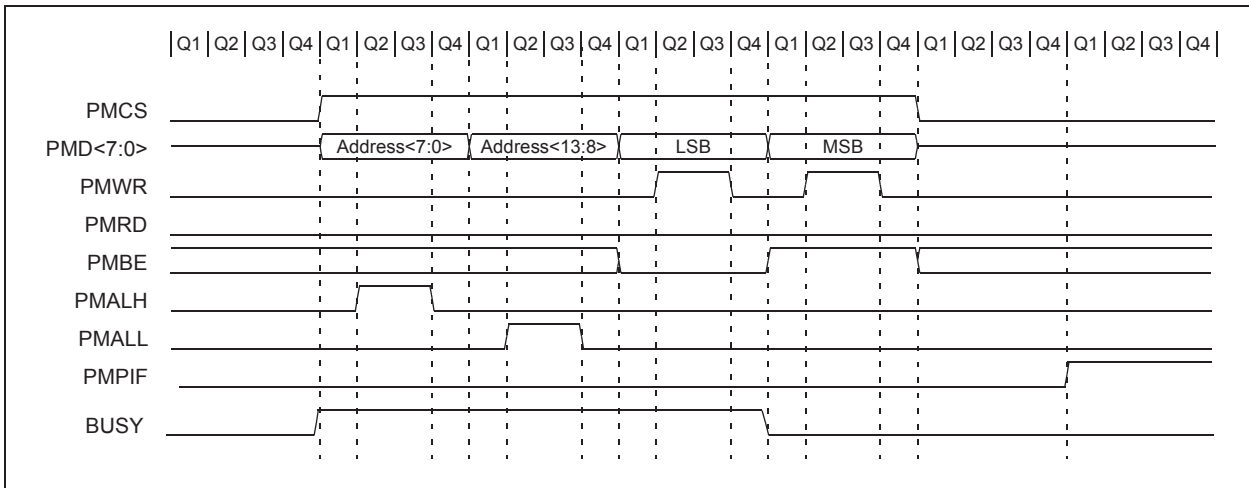 Q1 Q2 Q3 Q4 Q1 Q2 Q3 Q4 Q1 Q2 Q3 Q4 Q1 Q2 Q3 Q4 Q1 Q2 Q3 Q4 Q1 Q2 Q3 Q4 Q1 Q2 Q3 Q4
PMCS
PMD<7:0> Address<7:0> Address<13:8> LSB MSB
PMWR
PMRD
PMBE
PMALH
PMALL
PMPIF
BUSY